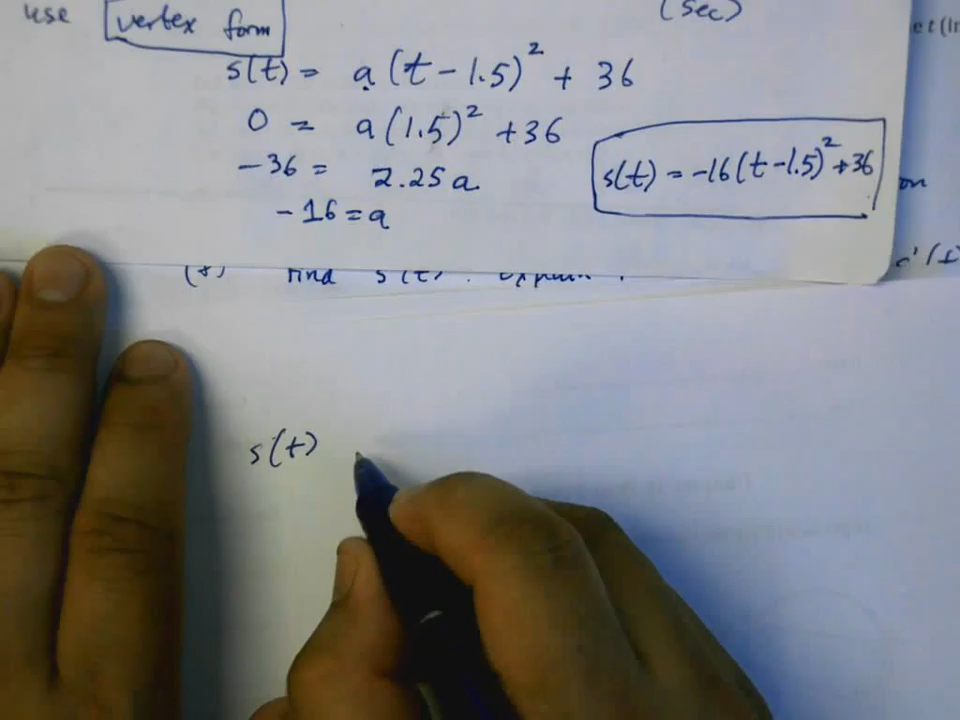 use vertex form
(sec)
s(t) = a(t-1.5)² + 36
0 = a(1.5)² +36
-36 = 2.25a
-16 = a
s(t) = -16(t-1.5)²+36
on
find s(t).
s(t)